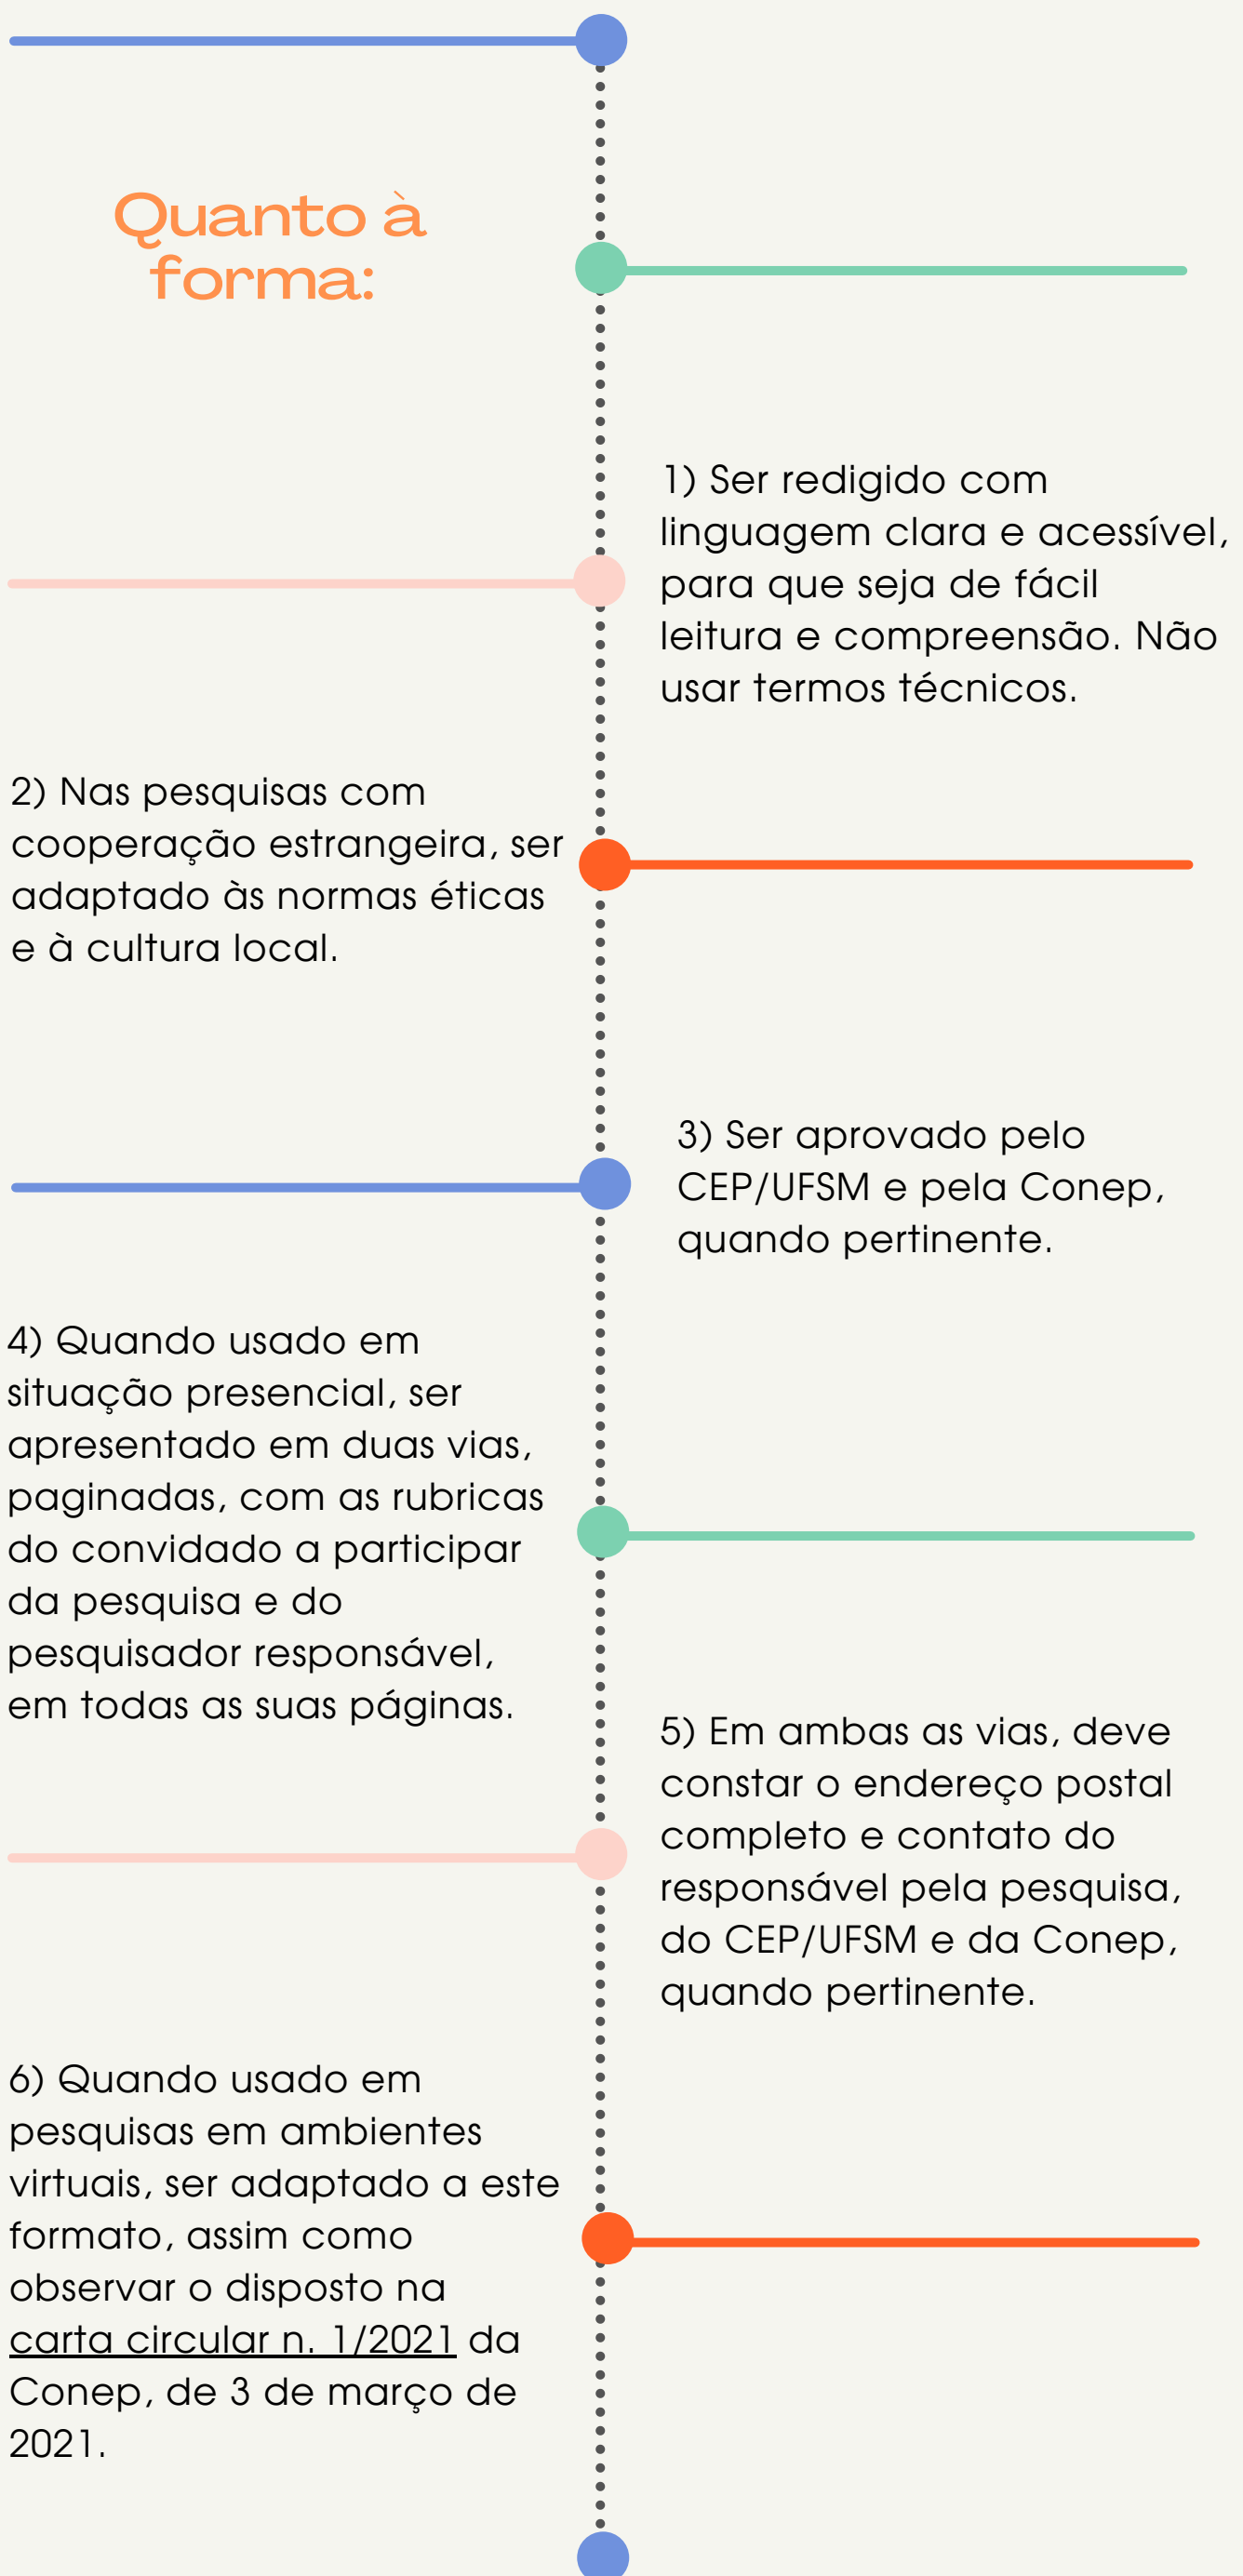 Quanto à
forma:
1) Ser redigido com
linguagem clara e acessível,
para que seja de fácil
leitura e compreensão. Não
usar termos técnicos.
2) Nas pesquisas com
cooperação estrangeira, ser
adaptado às normas éticas
e à cultura local.
3) Ser aprovado pelo
CEP/UFSM e pela Conep,
quando pertinente.
4) Quando usado em
situação presencial, ser
apresentado em duas vias,
paginadas, com as rubricas
do convidado a participar
da pesquisa e do
pesquisador responsável,
em todas as suas páginas.
5) Em ambas as vias, deve
constar o endereço postal
completo e contato do
responsável pela pesquisa,
do CEP/UFSM e da Conep,
quando pertinente.
6) Quando usado em
pesquisas em ambientes
virtuais, ser adaptado a este
formato, assim como
observar o disposto na
carta circular n. 1/2021 da
Conep, de 3 de março de
2021.